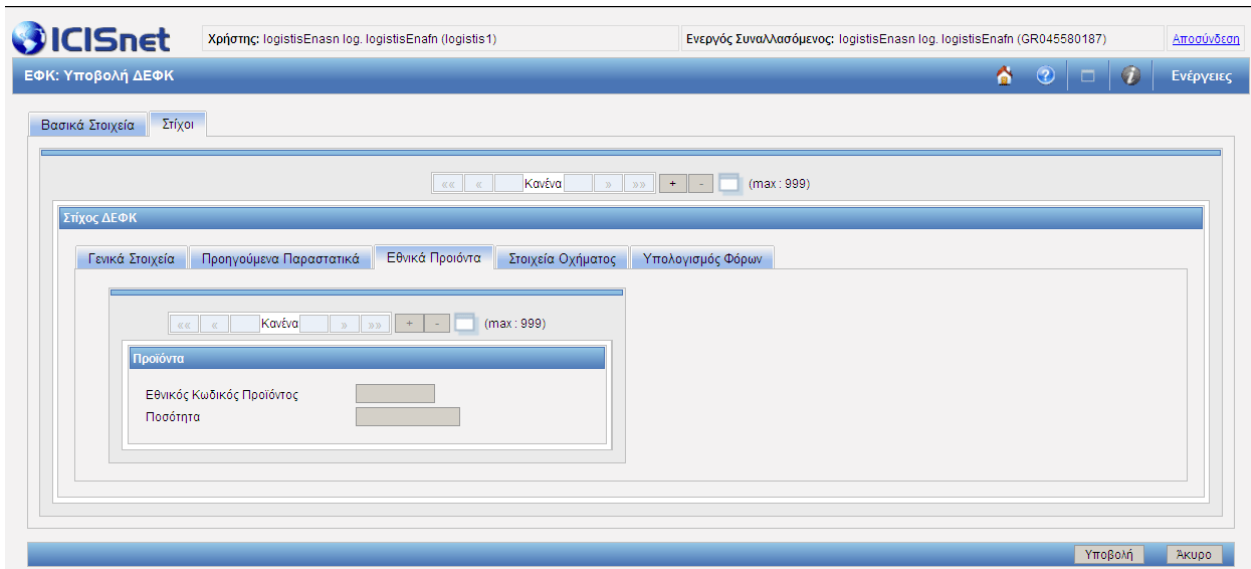 ICISnet
Χρήστης: logistisEnasn log. logistisEnafn (logistis1)
Ενεργός Συναλλασόμενος: logistisEnasn log. logistisEnafn (GR045580187)
Αποσύνδεση
ΕΦΚ: Υποβολή ΔΕΦΚ
Ενέργειες
Βασικά Στοιχεία Στίχοι
«« « Κανένα » »» + - (max : 999)
Στίχος ΔΕΦΚ
Γενικά Στοιχεία Προηγούμενα Παραστατικά Εθνικά Προιόντα Στοιχεία Οχήματος Υπολογισμός Φόρων
«« « Κανένα » »» + - (max : 999)
Προϊόντα
Εθνικός Κωδικός Προϊόντος
Ποσότητα
Υποβολή Άκυρο